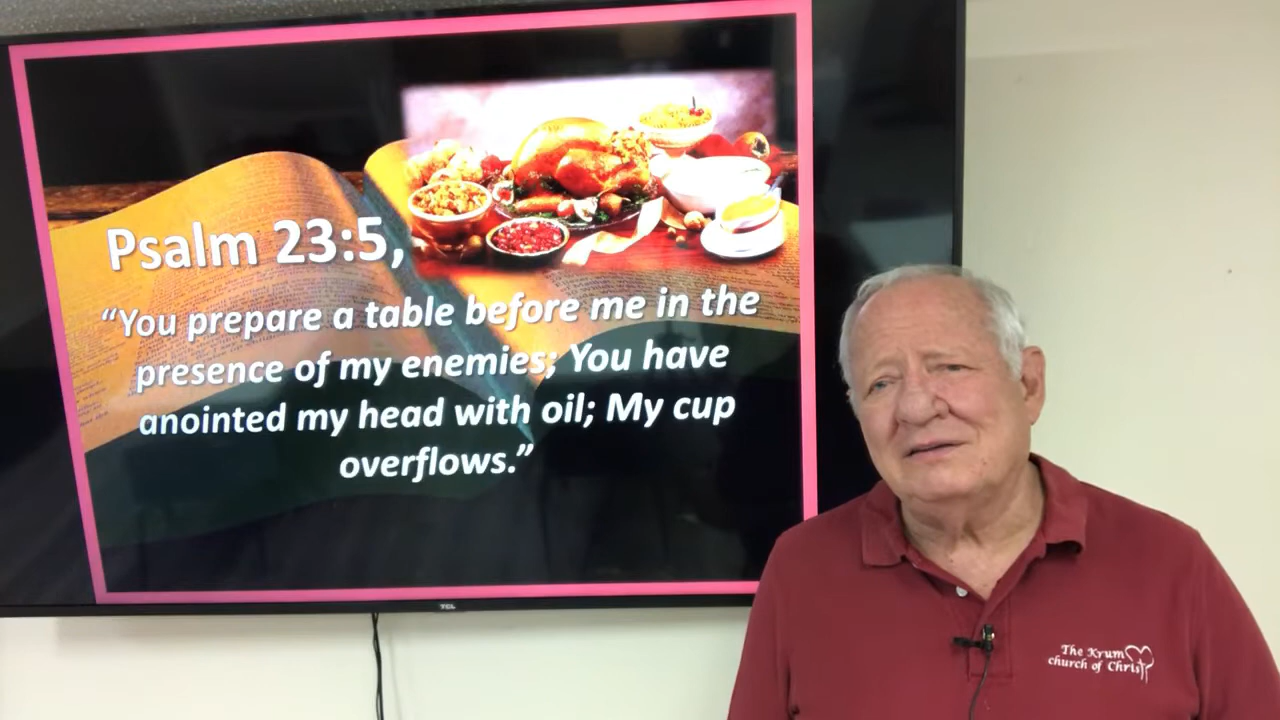 Psalm 23:5,
“You prepare a table before me in the
presence of my enemies; You have
anointed my head with oil; My cup
overflows.”
TCL
The Krum
church of Christ